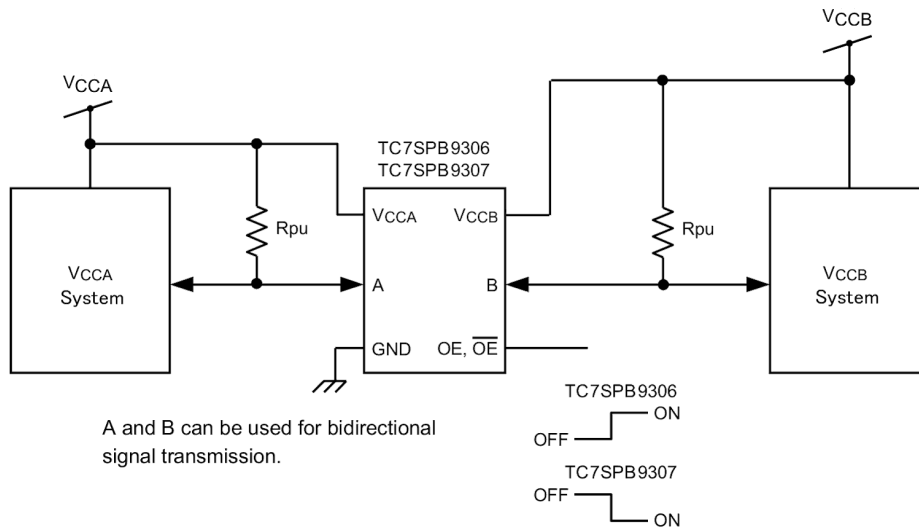 VCCB
VCCA
TC7SPB9306
TC7SPB9307
VCCA
VCCB
Rpu
Rpu
VCCA
System
A
B
VCCB
System
GND
OE, O̅E̅
TC7SPB9306
ON
OFF
A and B can be used for bidirectional
signal transmission.
TC7SPB9307
OFF
ON